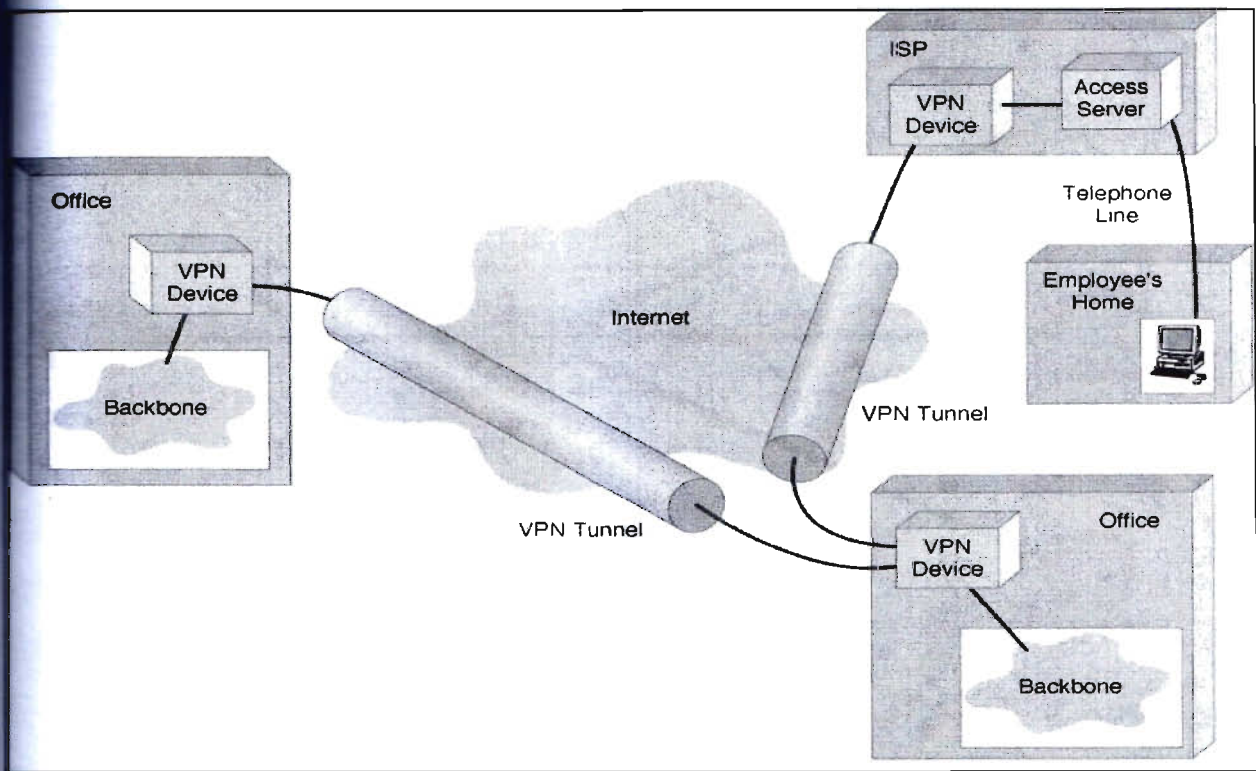 ISP
VPN
Device
Access
Server
Telephone
Line
Employee's
Home
Office
VPN
Device
Backbone
Internet
VPN Tunnel
VPN Tunnel
Office
VPN
Device
Backbone